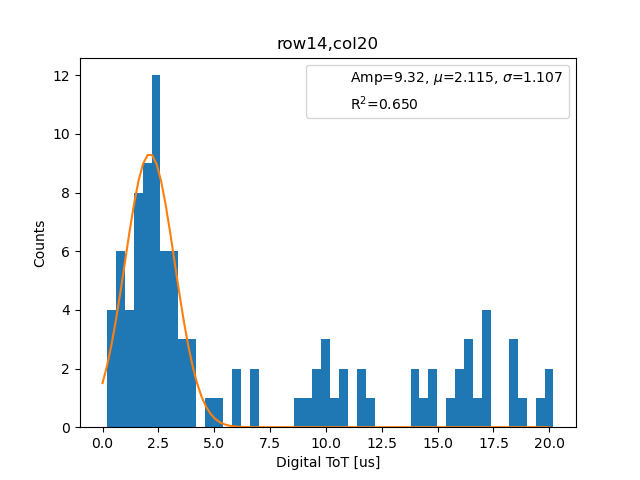 row14,col20
Amp=9.32, μ=2.115, σ=1.107
R²=0.650
Counts
12
10
8
6
4
2
0
0.0 2.5 5.0 7.5 10.0 12.5 15.0 17.5 20.0
Digital ToT [us]